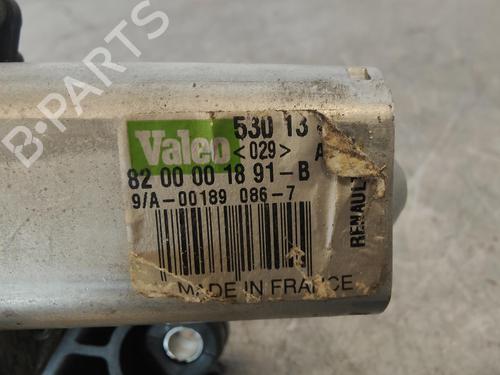 B-PARTS
Valeo
530 13
<029> A
82 00 00 18 91-B
9/A-00189 086-7
RENAULT
MADE IN FRANCE